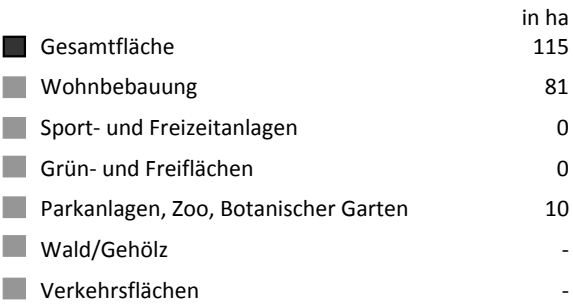 in ha
Gesamtfläche 115
Wohnbebauung 81
Sport- und Freizeitanlagen 0
Grün- und Freiflächen 0
Parkanlagen, Zoo, Botanischer Garten 10
Wald/Gehölz -
Verkehrsflächen -